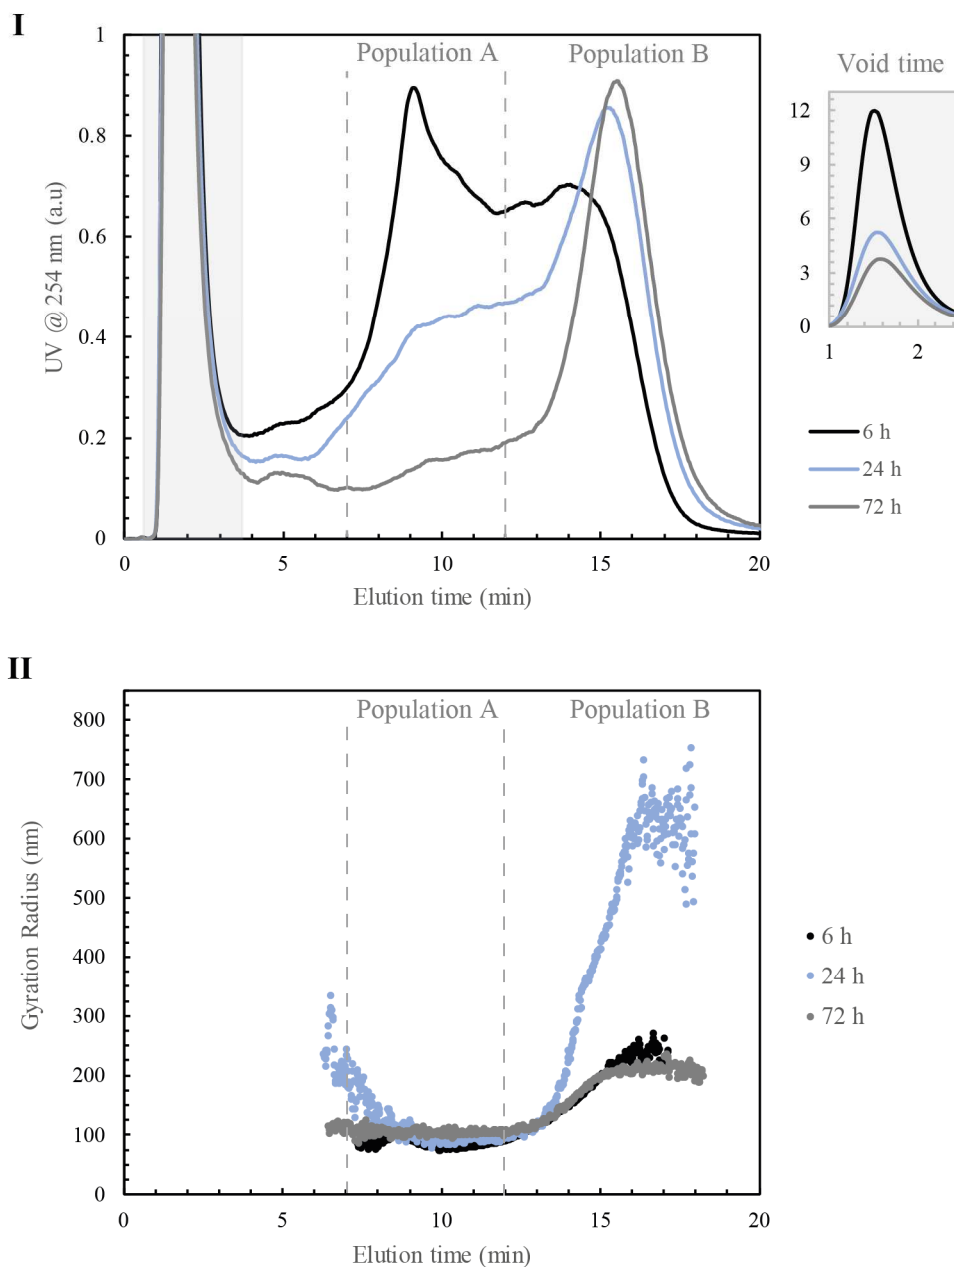 I
Population A
Population B
Void time
UV @ 254 nm (a.u)
1
0.8
0.6
0.4
0.2
0
0
5
10
15
20
Elution time (min)
12
9
6
3
0
1
2
6 h
24 h
72 h
II
Population A
Population B
Gyration Radius (nm)
800
700
600
500
400
300
200
100
0
0
5
10
15
20
Elution time (min)
6 h
24 h
72 h